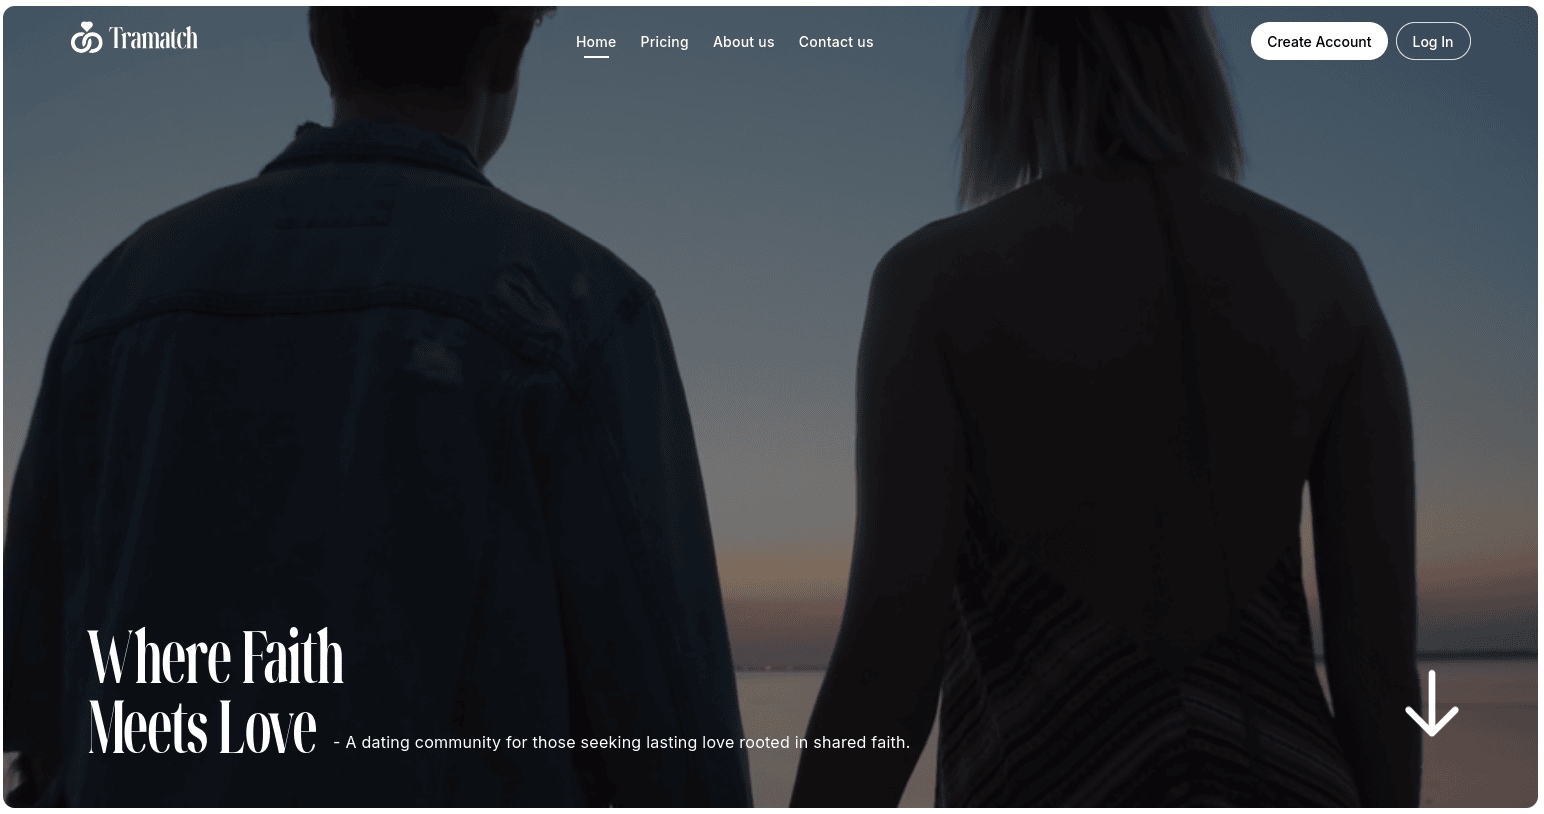 Tramatch
Home Pricing About us Contact us
Create Account Log In
Where Faith
Meets Love - A dating community for those seeking lasting love rooted in shared faith.